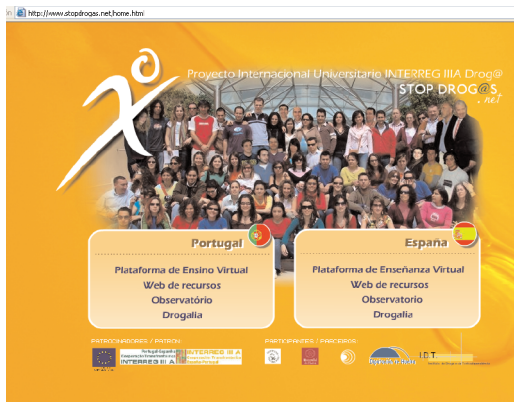 http://www.stopdrogas.net/home.html
Proyecto Internacional Universitario INTERREG IIIA Drog@
STOP DROG@S
.net
Portugal
Plataforma de Ensino Virtual
Web de recursos
Observatório
Drogalia
España
Plataforma de Enseñanza Virtual
Web de recursos
Observatorio
Drogalia
PATROCINADORES / PATRON:
INTERREG III A
INTERREG III A
PARTICIPANTES / PARCEIROS:
I.D.T.